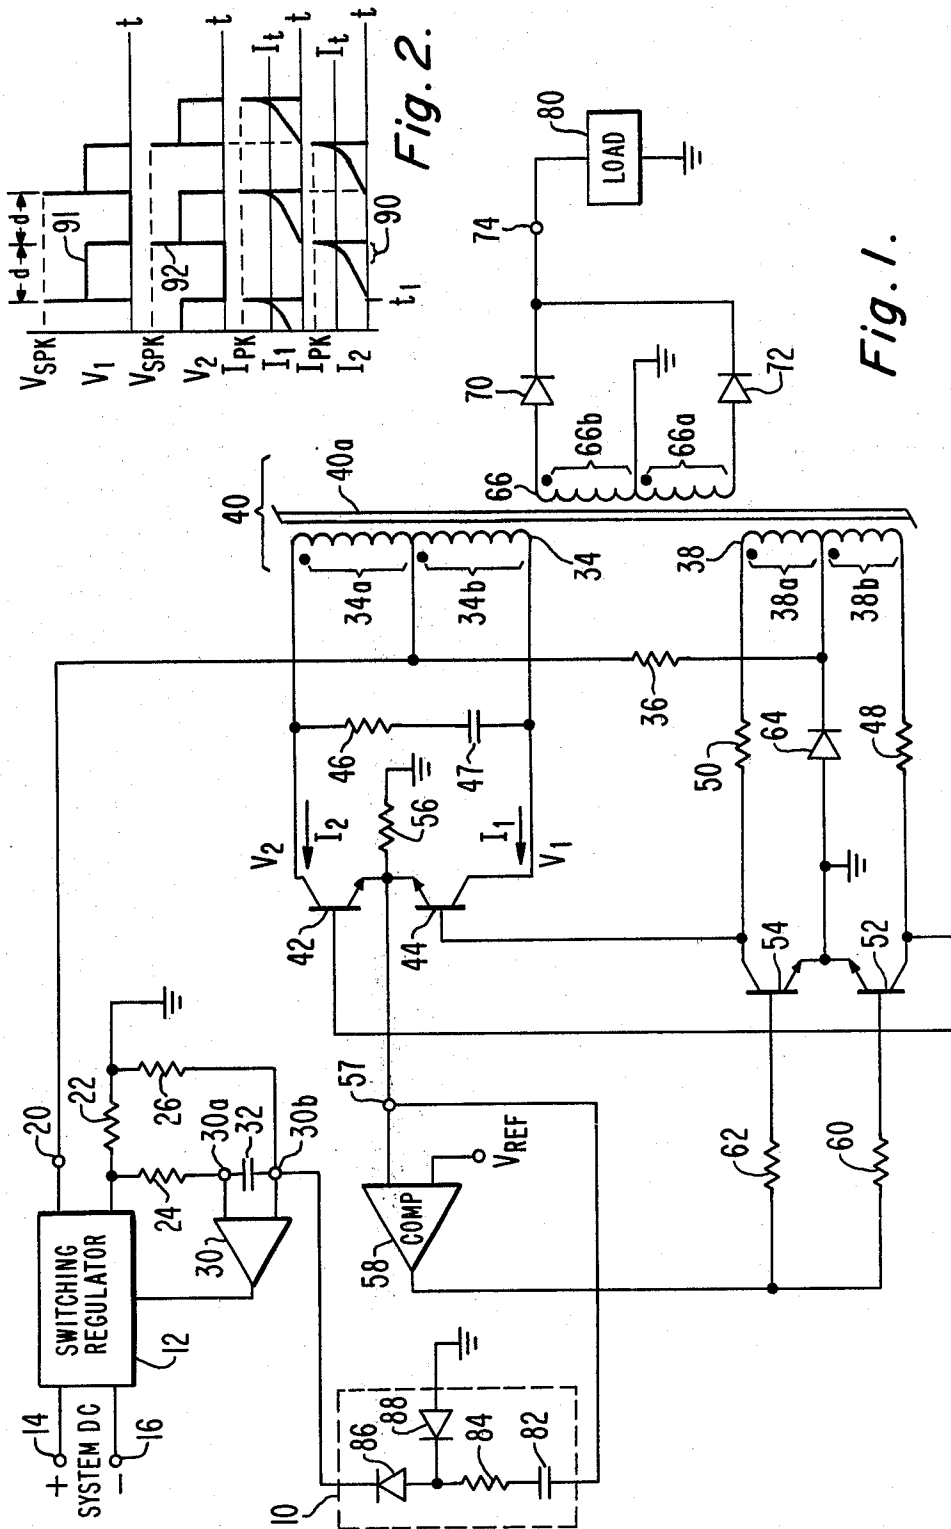 V_SPK
V_1
V_SPK
V_2
I_PK
I_1
I_PK
I_2
d
d
91
92
90
t_1
t
t
I_t
t
I_t
t
Fig. 2.
14
+
SYSTEM DC
-
16
SWITCHING
REGULATOR
12
20
22
24
26
30
30a
32
30b
10
86
88
84
82
57
58
COMP
V_REF
62
60
42
44
V_2
I_2
46
47
56
I_1
V_1
54
52
36
50
64
48
40
40a
34a
34b
34
38
38a
38b
66
66b
66a
70
72
74
80
LOAD
Fig. 1.